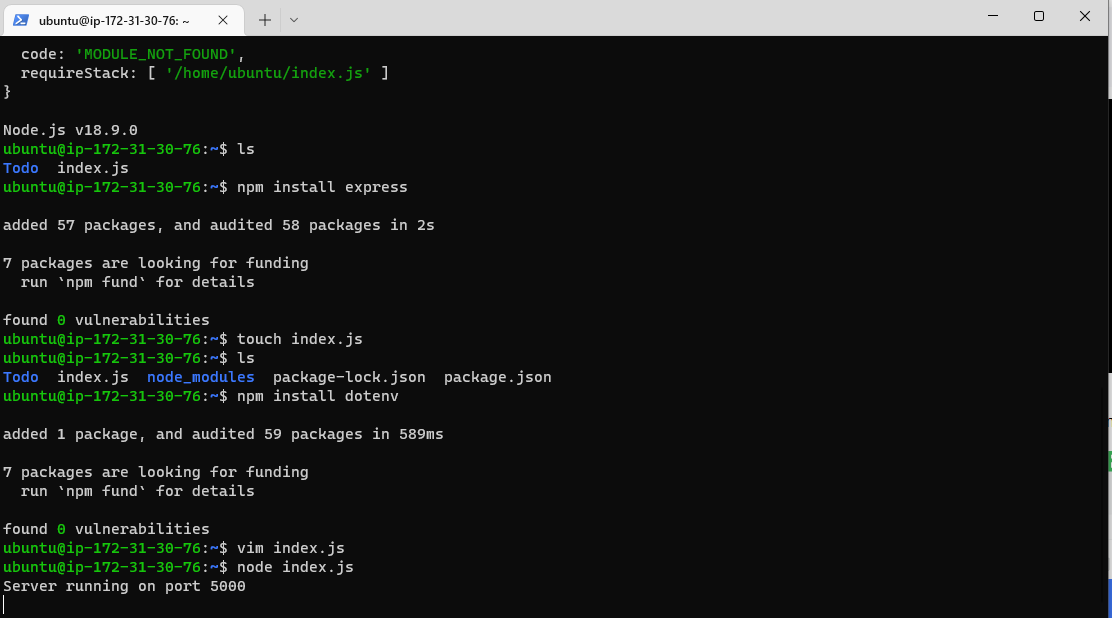 ubuntu@ip-172-31-30-76: ~
code: 'MODULE_NOT_FOUND',
requireStack: [ '/home/ubuntu/index.js' ]
}
Node.js v18.9.0
ubuntu@ip-172-31-30-76:~$ ls
Todo  index.js
ubuntu@ip-172-31-30-76:~$ npm install express
added 57 packages, and audited 58 packages in 2s
7 packages are looking for funding
run `npm fund` for details
found 0 vulnerabilities
ubuntu@ip-172-31-30-76:~$ touch index.js
ubuntu@ip-172-31-30-76:~$ ls
Todo  index.js  node_modules  package-lock.json  package.json
ubuntu@ip-172-31-30-76:~$ npm install dotenv
added 1 package, and audited 59 packages in 589ms
7 packages are looking for funding
run `npm fund` for details
found 0 vulnerabilities
ubuntu@ip-172-31-30-76:~$ vim index.js
ubuntu@ip-172-31-30-76:~$ node index.js
Server running on port 5000